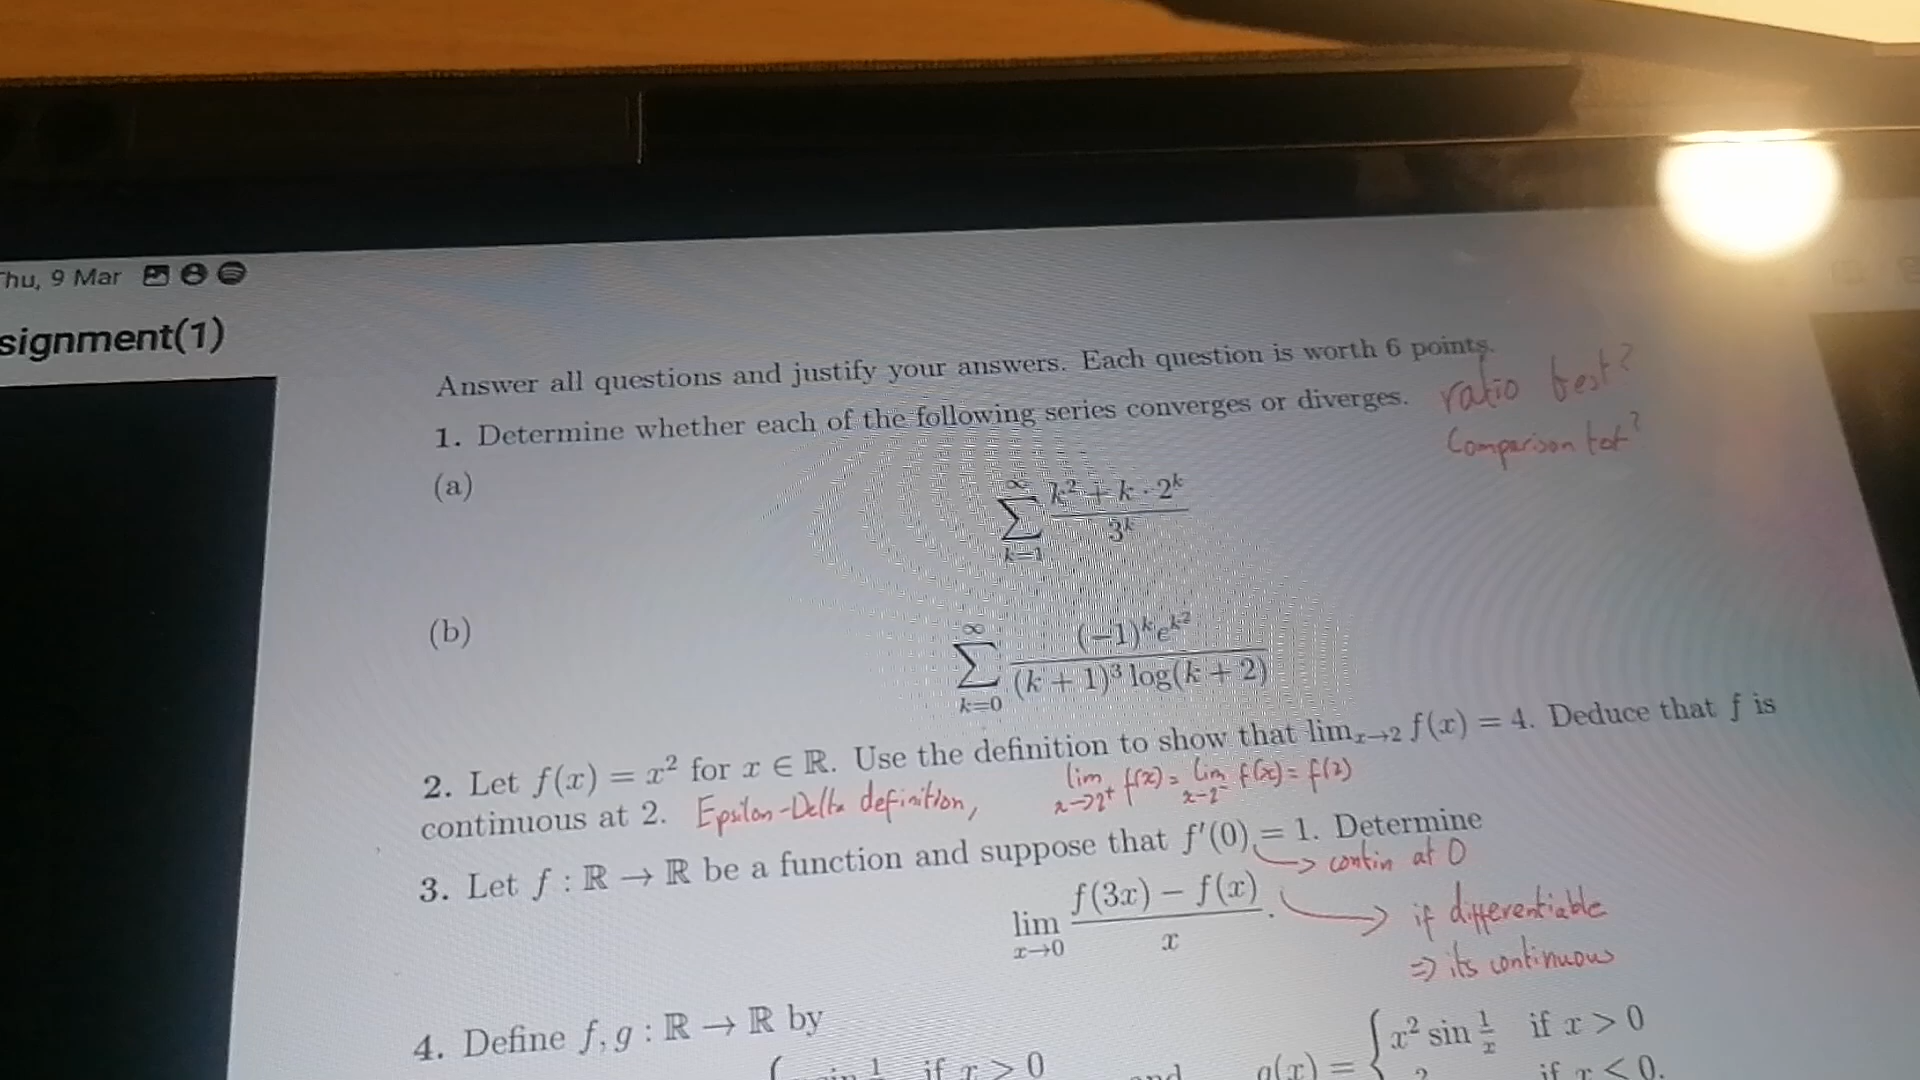 Thu, 9 Mar
signment(1)
Answer all questions and justify your answers. Each question is worth 6 points.
1. Determine whether each of the following series converges or diverges. ratio test?
Comparison test?
(a) ∑_{k=1}^{∞} (k² + k · 2^k) / 3^k
(b) ∑_{k=0}^{∞} ((−1)^k e^{k²}) / ((k + 1)³ log(k + 2))
2. Let f(x) = x² for x ∈ ℝ. Use the definition to show that lim_{x→2} f(x) = 4. Deduce that f is
continuous at 2. Epsilon-Delta definition, lim_{x→2⁺} f(x) = lim_{x→2⁻} f(x) = f(2)
3. Let f : ℝ → ℝ be a function and suppose that f′(0) = 1. Determine
→ contin at 0
lim_{x→0} (f(3x) − f(x)) / x . → if differentiable
⇒ its continuous
4. Define f, g : ℝ → ℝ by
if x > 0 and g(x) = { x² sin 1/x if x > 0
if x < 0.